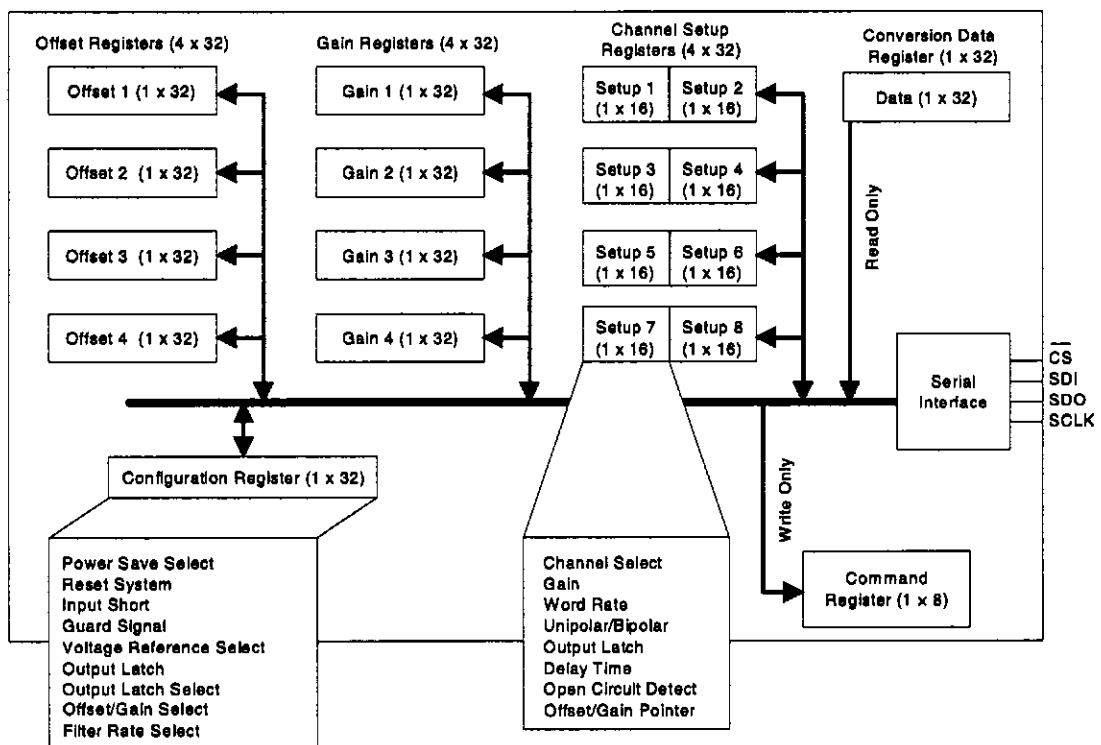 Offset Registers (4 x 32)
Offset 1 (1 x 32)
Offset 2 (1 x 32)
Offset 3 (1 x 32)
Offset 4 (1 x 32)
Gain Registers (4 x 32)
Gain 1 (1 x 32)
Gain 2 (1 x 32)
Gain 3 (1 x 32)
Gain 4 (1 x 32)
Channel Setup
Registers (4 x 32)
Setup 1
(1 x 16)
Setup 2
(1 x 16)
Setup 3
(1 x 16)
Setup 4
(1 x 16)
Setup 5
(1 x 16)
Setup 6
(1 x 16)
Setup 7
(1 x 16)
Setup 8
(1 x 16)
Conversion Data
Register (1 x 32)
Data (1 x 32)
Read Only
Serial
Interface
CS
SDI
SDO
SCLK
Configuration Register (1 x 32)
Power Save Select
Reset System
Input Short
Guard Signal
Voltage Reference Select
Output Latch
Output Latch Select
Offset/Gain Select
Filter Rate Select
Channel Select
Gain
Word Rate
Unipolar/Bipolar
Output Latch
Delay Time
Open Circuit Detect
Offset/Gain Pointer
Write Only
Command
Register (1 x 8)